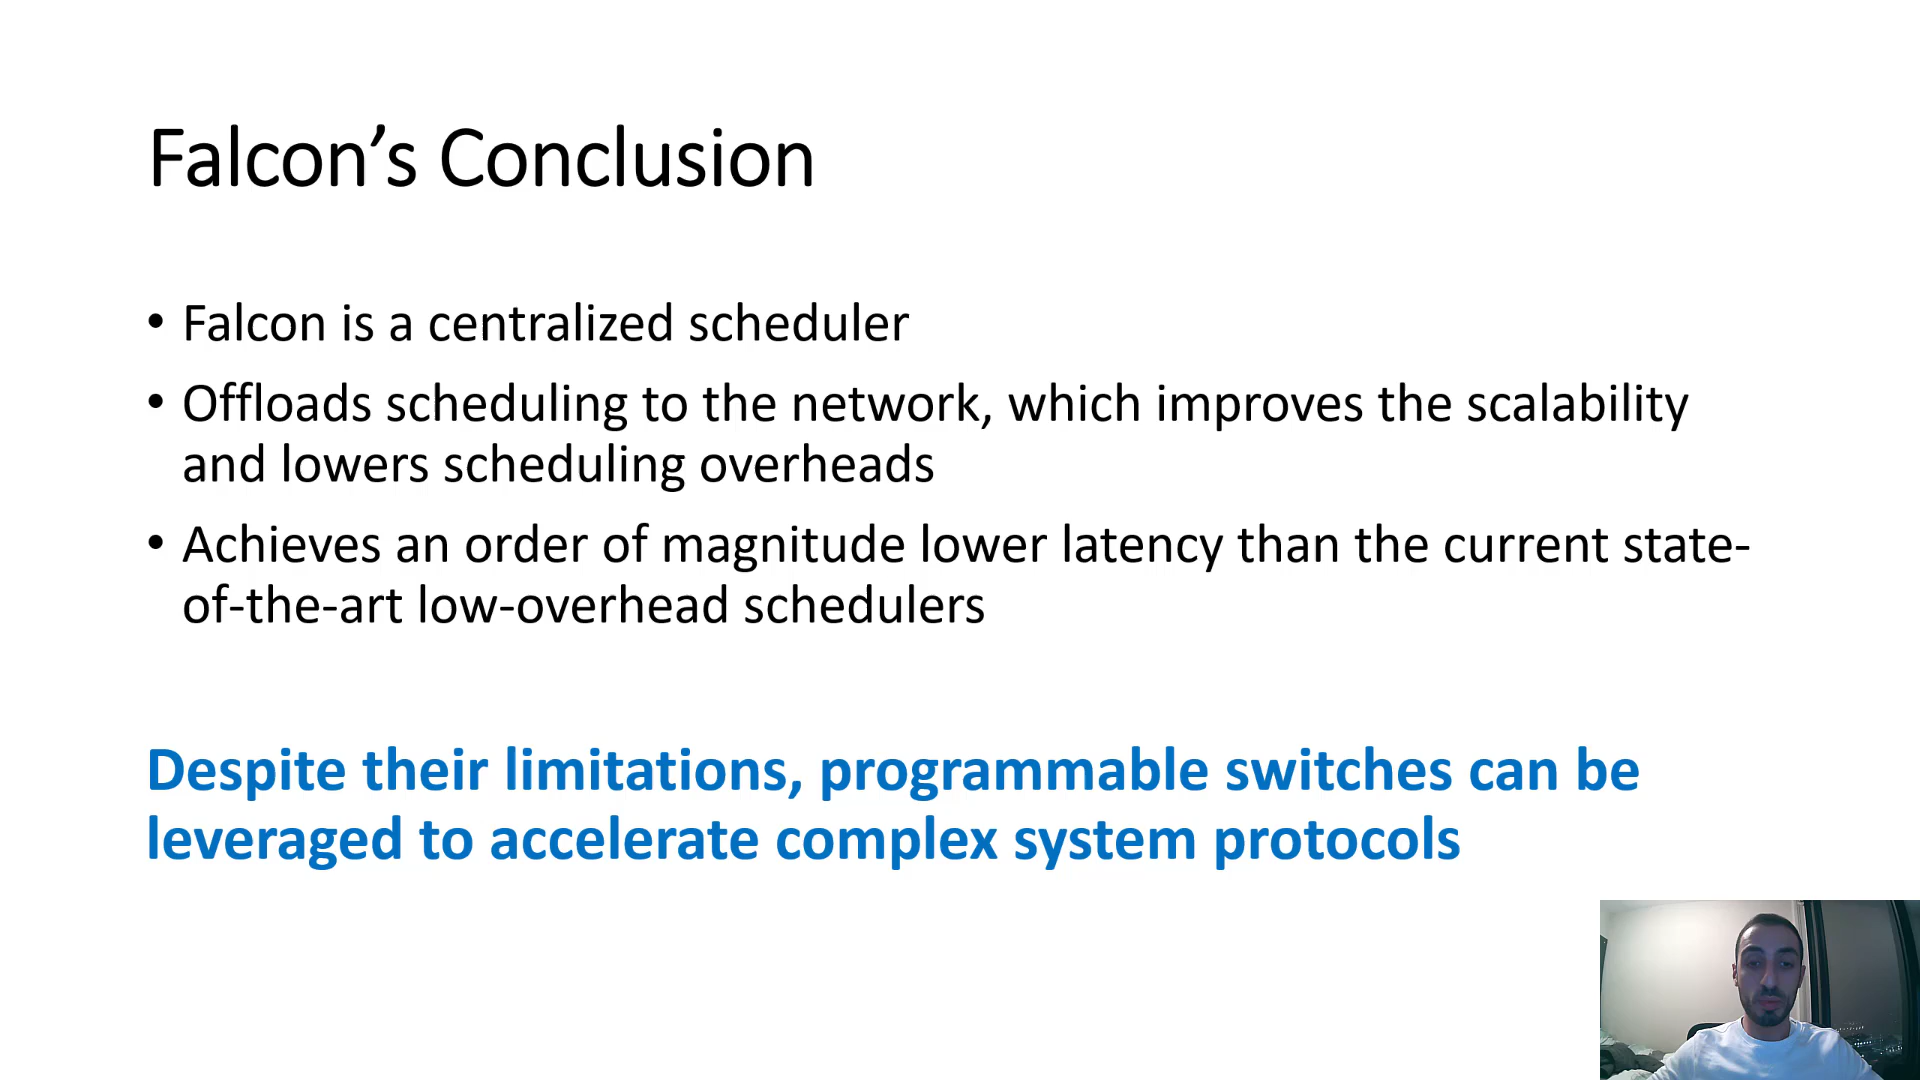 Falcon’s Conclusion
• Falcon is a centralized scheduler
• Offloads scheduling to the network, which improves the scalability
and lowers scheduling overheads
• Achieves an order of magnitude lower latency than the current state-
of-the-art low-overhead schedulers
Despite their limitations, programmable switches can be
leveraged to accelerate complex system protocols